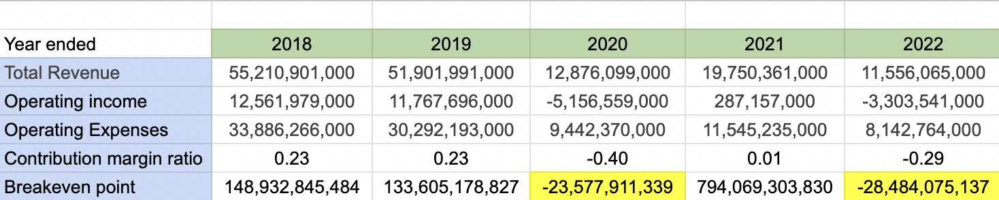 Year ended 2018 2019 2020 2021 2022
Total Revenue 55,210,901,000 51,901,991,000 12,876,099,000 19,750,361,000 11,556,065,000
Operating income 12,561,979,000 11,767,696,000 -5,156,559,000 287,157,000 -3,303,541,000
Operating Expenses 33,886,266,000 30,292,193,000 9,442,370,000 11,545,235,000 8,142,764,000
Contribution margin ratio 0.23 0.23 -0.40 0.01 -0.29
Breakeven point 148,932,845,484 133,605,178,827 -23,577,911,339 794,069,303,830 -28,484,075,137